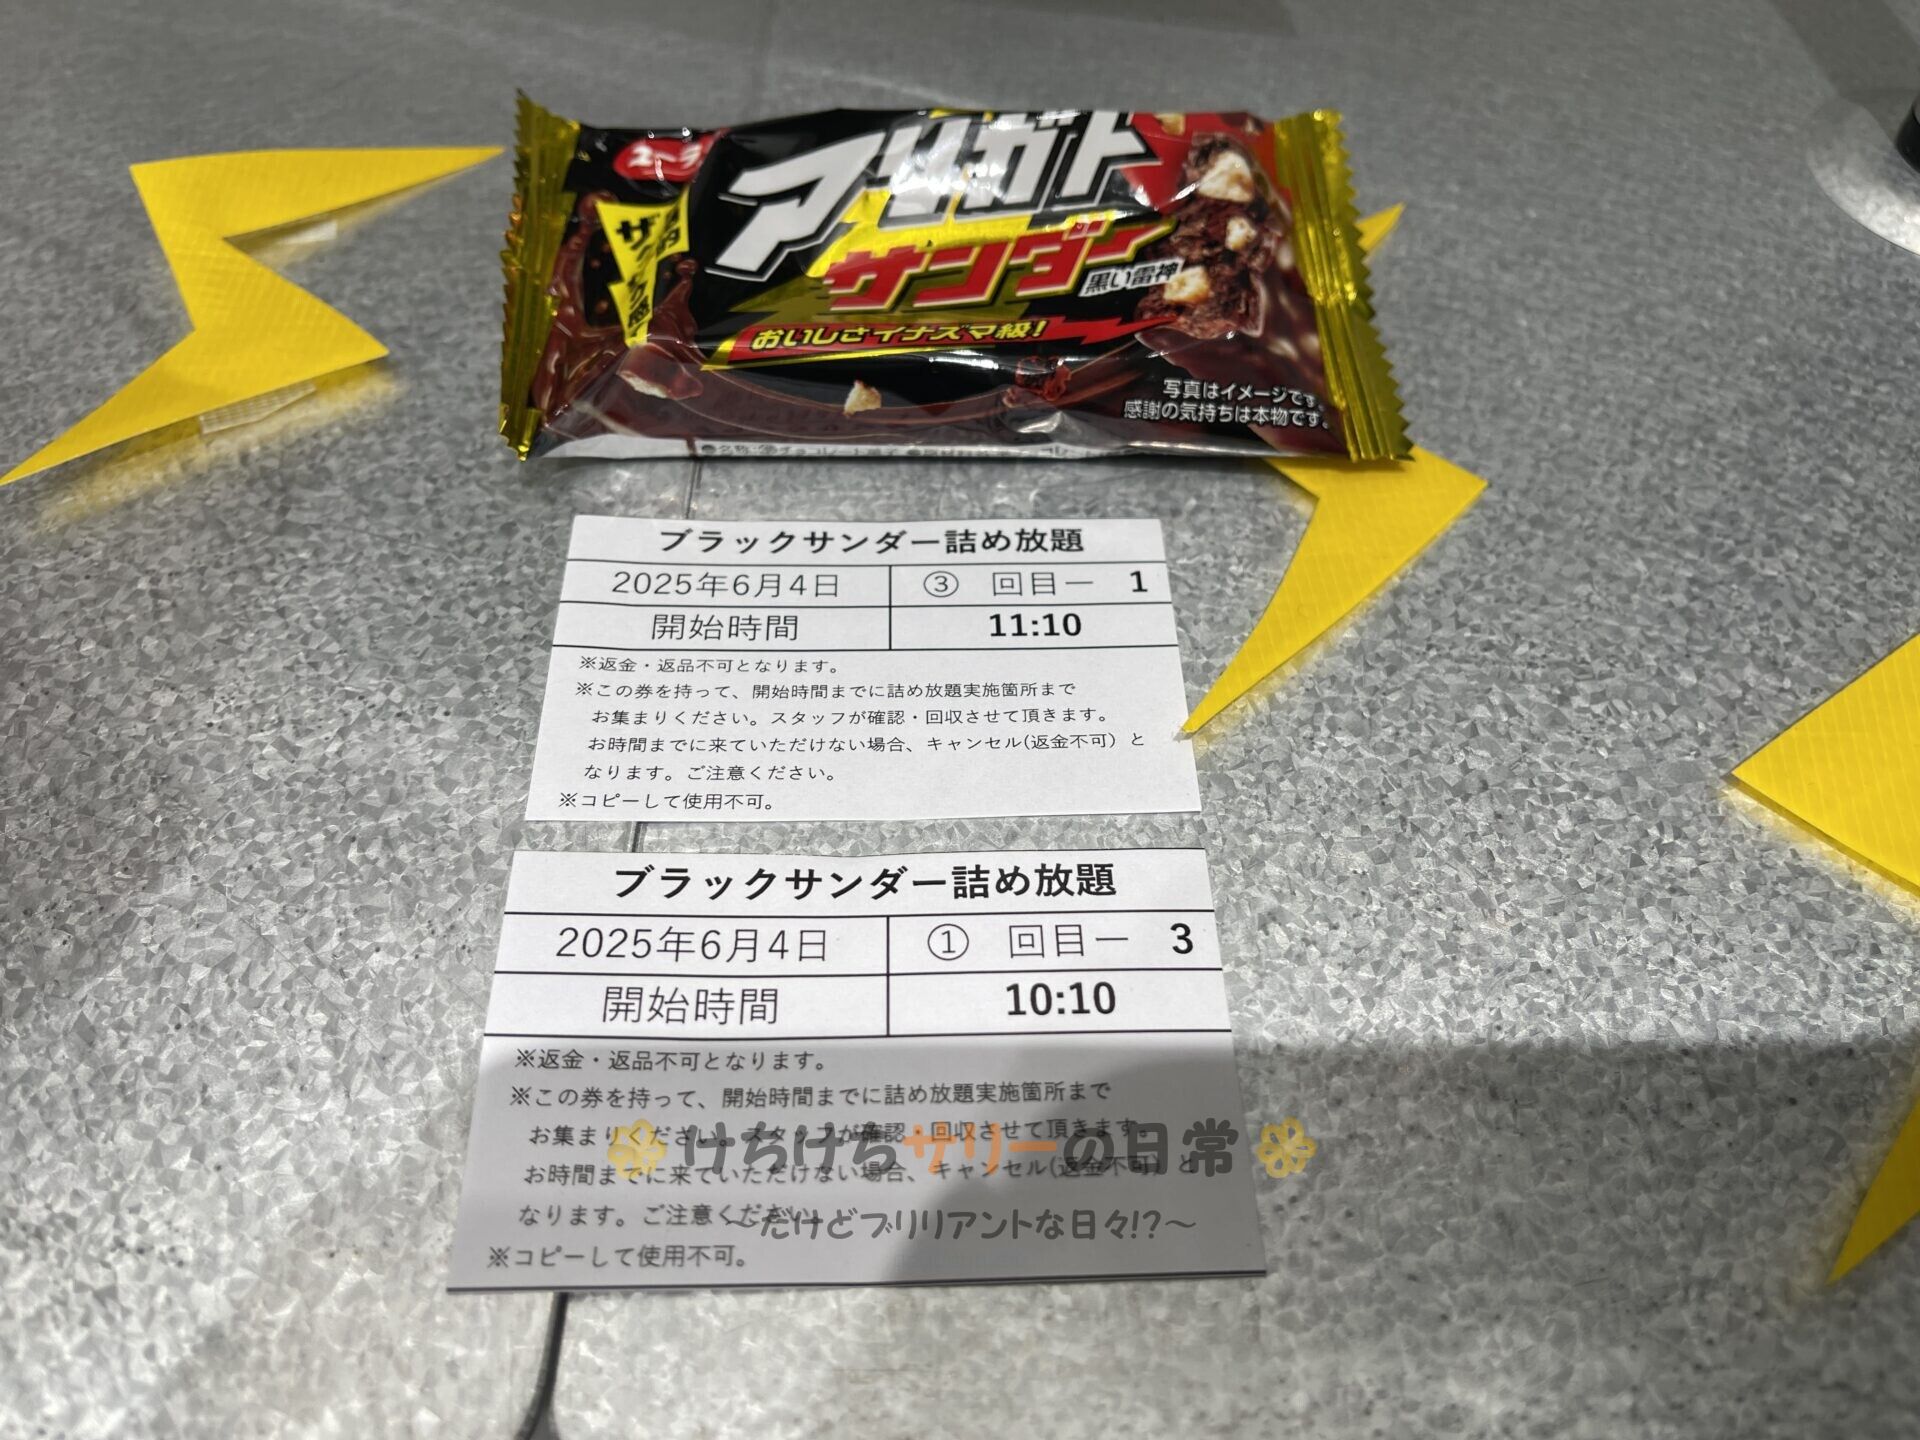 ユーラク
アリガト
サンダー
黒い雷神
おいしさイナズマ級!
写真はイメージです。
感謝の気持ちは本物です。
ブラックサンダー詰め放題
2025年6月4日 ③ 回目ー 1
開始時間 11:10
※返金・返品不可となります。
※この券を持って、開始時間までに詰め放題実施箇所まで
お集まりください。スタッフが確認・回収させて頂きます。
お時間までに来ていただけない場合、キャンセル(返金不可) と
なります。ご注意ください。
※コピーして使用不可。
ブラックサンダー詰め放題
2025年6月4日 ① 回目ー 3
開始時間 10:10
※返金・返品不可となります。
※この券を持って、開始時間までに詰め放題実施箇所まで
お集まりください。スタッフが確認・回収させて頂きます。
お時間までに来ていただけない場合、キャンセル(返金不可) と
なります。ご注意ください。
※コピーして使用不可。
けちけちサリーの日常
～だけどブリリアントな日々!?～